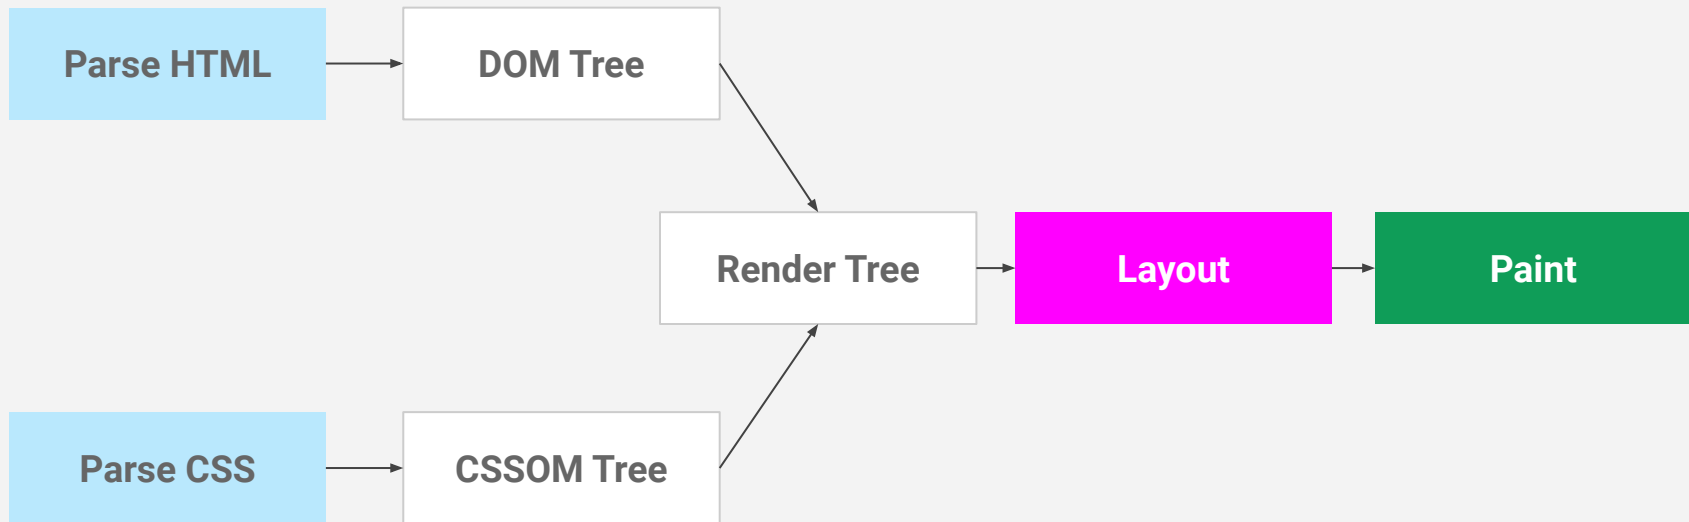 Parse HTML
DOM Tree
Render Tree
Layout
Paint
Parse CSS
CSSOM Tree